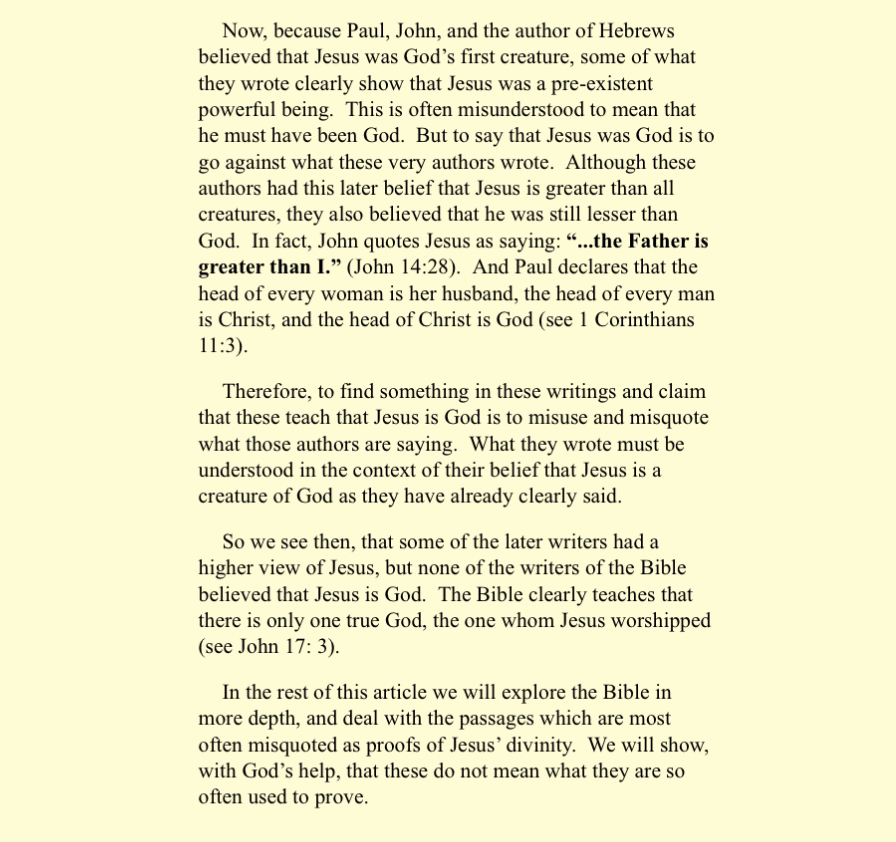 Now, because Paul, John, and the author of Hebrews
believed that Jesus was God’s first creature, some of what
they wrote clearly show that Jesus was a pre-existent
powerful being.  This is often misunderstood to mean that
he must have been God.  But to say that Jesus was God is to
go against what these very authors wrote.  Although these
authors had this later belief that Jesus is greater than all
creatures, they also believed that he was still lesser than
God.  In fact, John quotes Jesus as saying: “...the Father is
greater than I.” (John 14:28).  And Paul declares that the
head of every woman is her husband, the head of every man
is Christ, and the head of Christ is God (see 1 Corinthians
11:3).
Therefore, to find something in these writings and claim
that these teach that Jesus is God is to misuse and misquote
what those authors are saying.  What they wrote must be
understood in the context of their belief that Jesus is a
creature of God as they have already clearly said.
So we see then, that some of the later writers had a
higher view of Jesus, but none of the writers of the Bible
believed that Jesus is God.  The Bible clearly teaches that
there is only one true God, the one whom Jesus worshipped
(see John 17: 3).
In the rest of this article we will explore the Bible in
more depth, and deal with the passages which are most
often misquoted as proofs of Jesus’ divinity.  We will show,
with God’s help, that these do not mean what they are so
often used to prove.